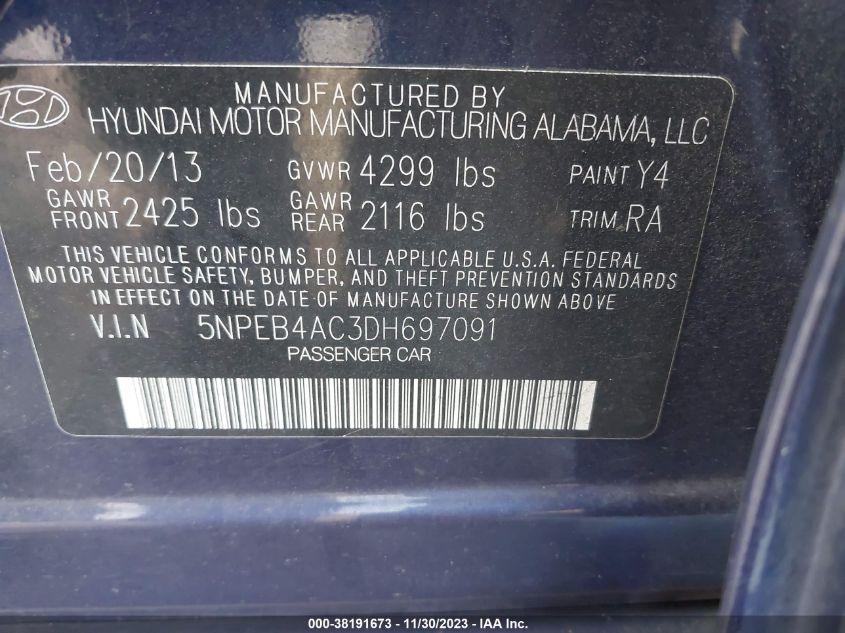 MANUFACTURED BY
HYUNDAI MOTOR MANUFACTURING ALABAMA, LLC
Feb/20/13 GVWR 4299 lbs PAINT Y4
GAWR FRONT 2425 lbs GAWR REAR 2116 lbs TRIM RA
THIS VEHICLE CONFORMS TO ALL APPLICABLE U.S.A. FEDERAL
MOTOR VEHICLE SAFETY, BUMPER, AND THEFT PREVENTION STANDARDS
IN EFFECT ON THE DATE OF MANUFACTURE SHOWN ABOVE
V.I.N 5NPEB4AC3DH697091
PASSENGER CAR
000-38191673 - 11/30/2023 - IAA Inc.